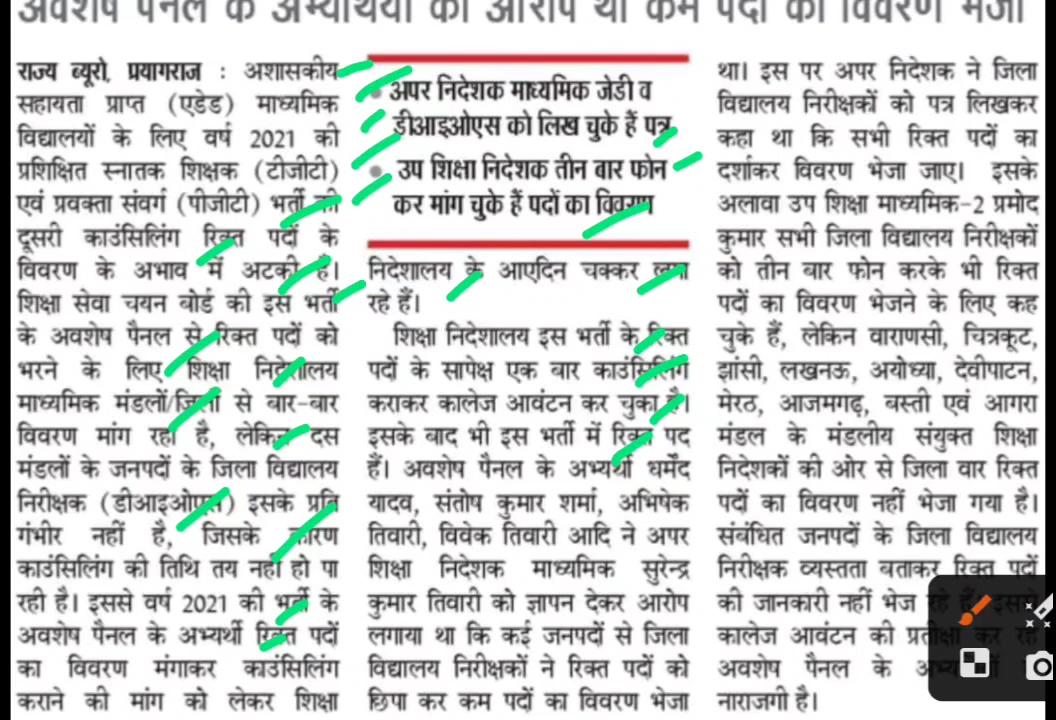 अवशेष पैनल के अभ्यर्थियों का आरोप था कम पदों का विवरण भेजा
राज्य ब्यूरो, प्रयागराज : अशासकीय
सहायता प्राप्त (एडेड) माध्यमिक
विद्यालयों के लिए वर्ष 2021 की
प्रशिक्षित स्नातक शिक्षक (टीजीटी)
एवं प्रवक्ता संवर्ग (पीजीटी) भर्ती की
दूसरी काउंसिलिंग रिक्त पदों के
विवरण के अभाव में अटकी है।
शिक्षा सेवा चयन बोर्ड की इस भर्ती
के अवशेष पैनल से रिक्त पदों को
भरने के लिए शिक्षा निदेशालय
माध्यमिक मंडलों/जिलों से बार-बार
विवरण मांग रहा है, लेकिन दस
मंडलों के जनपदों के जिला विद्यालय
निरीक्षक (डीआइओएस) इसके प्रति
गंभीर नहीं है, जिसके कारण
काउंसिलिंग की तिथि तय नहीं हो पा
रही है। इससे वर्ष 2021 की भर्ती के
अवशेष पैनल के अभ्यर्थी रिक्त पदों
का विवरण मंगाकर काउंसिलिंग
कराने की मांग को लेकर शिक्षा
• अपर निदेशक माध्यमिक जेडी व
डीआइओएस को लिख चुके हैं पत्र
• उप शिक्षा निदेशक तीन बार फोन
कर मांग चुके हैं पदों का विवरण
निदेशालय के आएदिन चक्कर लगा
रहे हैं।
शिक्षा निदेशालय इस भर्ती के रिक्त
पदों के सापेक्ष एक बार काउंसिलिंग
कराकर कालेज आवंटन कर चुका है।
इसके बाद भी इस भर्ती में रिक्त पद
हैं। अवशेष पैनल के अभ्यर्थी धर्मेंद
यादव, संतोष कुमार शर्मा, अभिषेक
तिवारी, विवेक तिवारी आदि ने अपर
शिक्षा निदेशक माध्यमिक सुरेन्द्र
कुमार तिवारी को ज्ञापन देकर आरोप
लगाया था कि कई जनपदों से जिला
विद्यालय निरीक्षकों ने रिक्त पदों को
छिपा कर कम पदों का विवरण भेजा
था। इस पर अपर निदेशक ने जिला
विद्यालय निरीक्षकों को पत्र लिखकर
कहा था कि सभी रिक्त पदों का
दर्शाकर विवरण भेजा जाए। इसके
अलावा उप शिक्षा माध्यमिक-2 प्रमोद
कुमार सभी जिला विद्यालय निरीक्षकों
को तीन बार फोन करके भी रिक्त
पदों का विवरण भेजने के लिए कह
चुके हैं, लेकिन वाराणसी, चित्रकूट,
झांसी, लखनऊ, अयोध्या, देवीपाटन,
मेरठ, आजमगढ़, बस्ती एवं आगरा
मंडल के मंडलीय संयुक्त शिक्षा
निदेशकों की ओर से जिला वार रिक्त
पदों का विवरण नहीं भेजा गया है।
संबंधित जनपदों के जिला विद्यालय
निरीक्षक व्यस्तता बताकर रिक्त पदों
की जानकारी नहीं भेज रहे हैं। इससे
कालेज आवंटन की प्रतीक्षा कर रहे
अवशेष पैनल के
नाराजगी है।